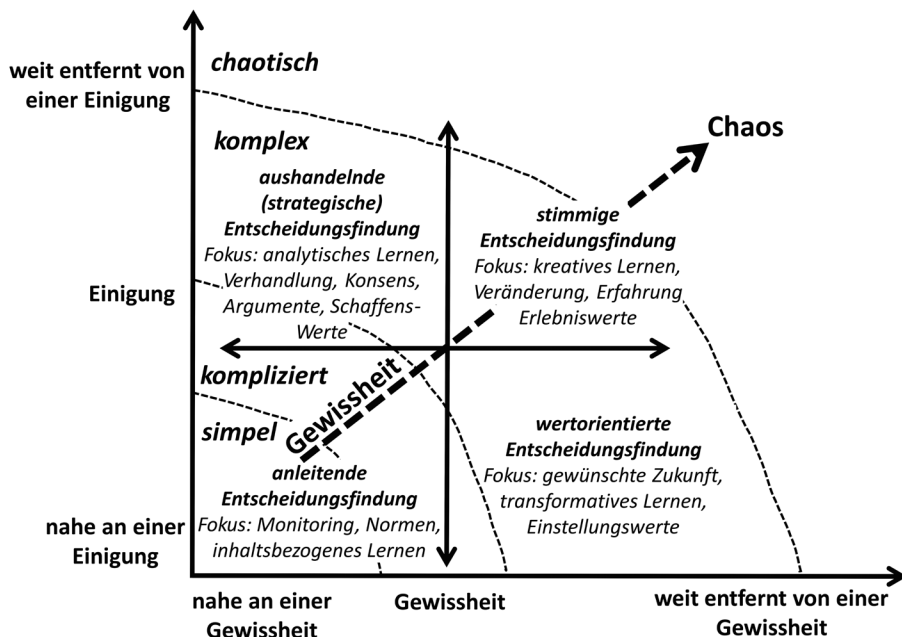 weit entfernt von
einer Einigung
chaotisch
Chaos
komplex
aushandelnde
(strategische)
Entscheidungsfindung
Fokus: analytisches Lernen,
Verhandlung, Konsens,
Argumente, Schaffens-
Werte
stimmige
Entscheidungsfindung
Fokus: kreatives Lernen,
Veränderung, Erfahrung
Erlebniswerte
Einigung
kompliziert
Gewissheit
simpel
anleitende
Entscheidungsfindung
Fokus: Monitoring, Normen,
inhaltsbezogenes Lernen
wertorientierte
Entscheidungsfindung
Fokus: gewünschte Zukunft,
transformatives Lernen,
Einstellungswerte
nahe an einer
Einigung
nahe an einer
Gewissheit
Gewissheit
weit entfernt von einer
Gewissheit